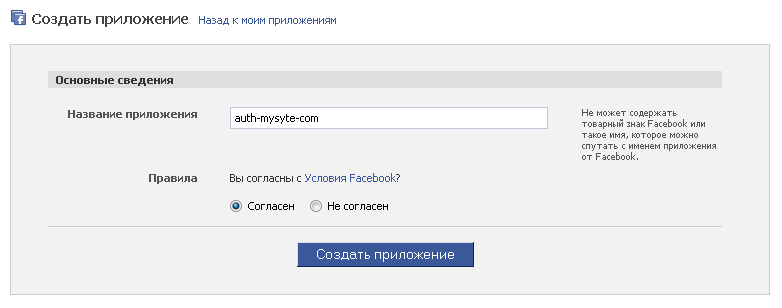 Создать приложение Назад к моим приложениям
Основные сведения
Название приложения auth-mysyte-com
Не может содержать
товарный знак Facebook или
такое имя, которое можно
спутать с именем приложения
от Facebook.
Правила Вы согласны с Условия Facebook?
Согласен Не согласен
Создать приложение